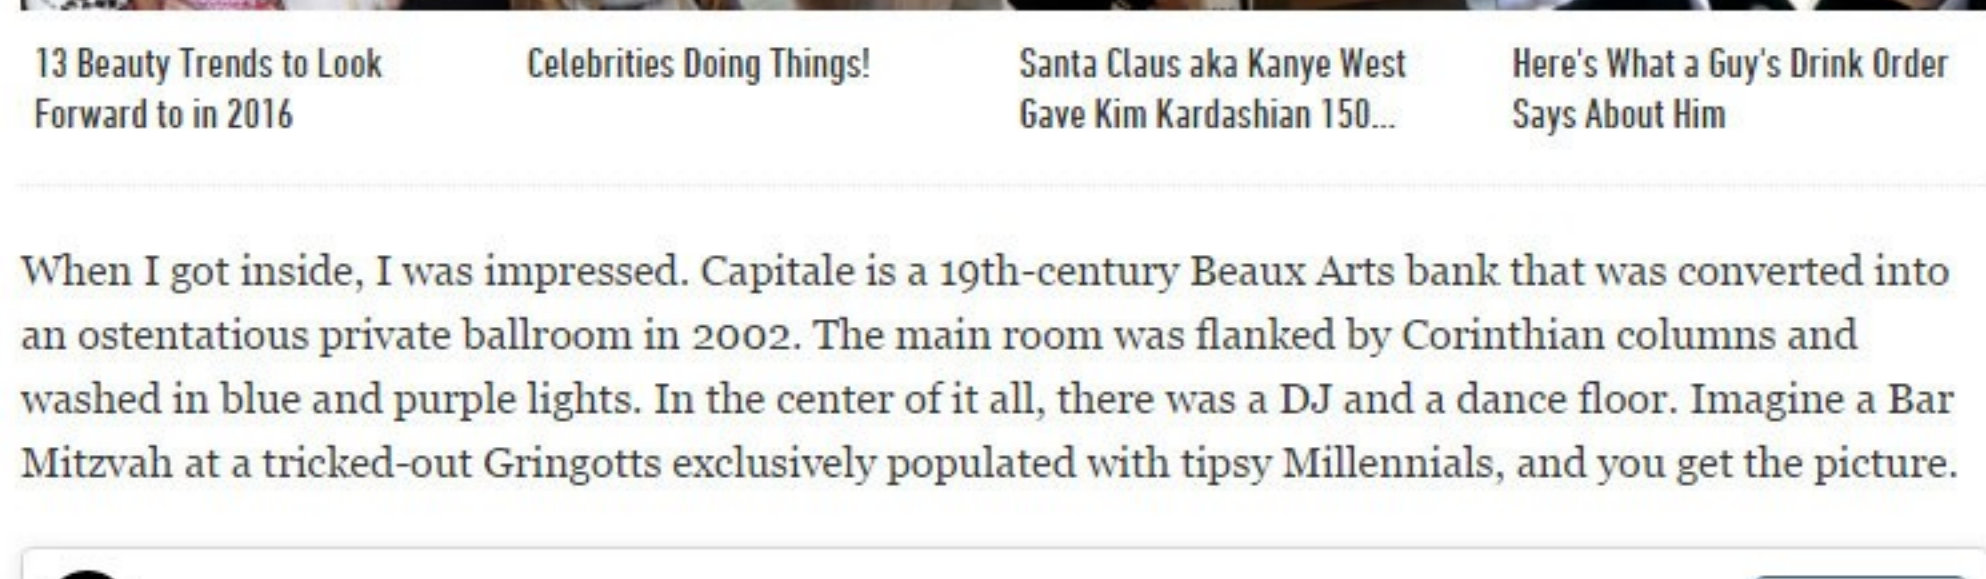 13 Beauty Trends to Look
Forward to in 2016
Celebrities Doing Things!
Santa Claus aka Kanye West
Gave Kim Kardashian 150...
Here's What a Guy's Drink Order
Says About Him
When I got inside, I was impressed. Capitale is a 19th-century Beaux Arts bank that was converted into
an ostentatious private ballroom in 2002. The main room was flanked by Corinthian columns and
washed in blue and purple lights. In the center of it all, there was a DJ and a dance floor. Imagine a Bar
Mitzvah at a tricked-out Gringotts exclusively populated with tipsy Millennials, and you get the picture.